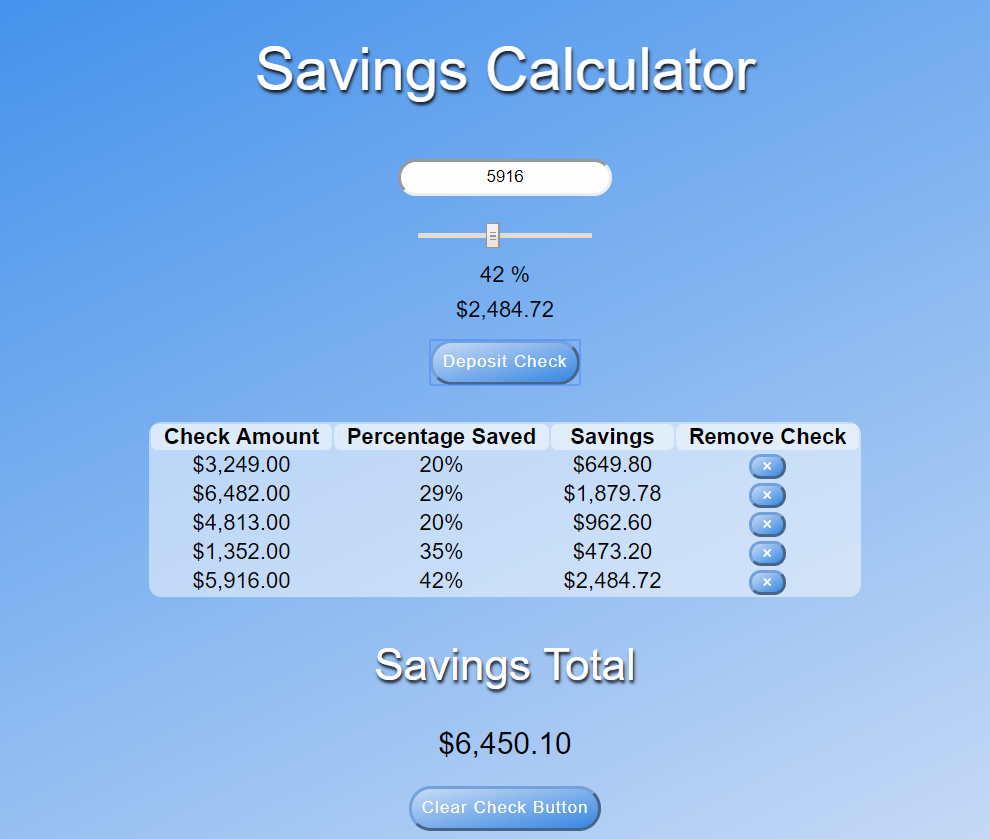 Savings Calculator
5916
42 %
$2,484.72
Deposit Check
Check Amount Percentage Saved Savings Remove Check
$3,249.00 20% $649.80 ×
$6,482.00 29% $1,879.78 ×
$4,813.00 20% $962.60 ×
$1,352.00 35% $473.20 ×
$5,916.00 42% $2,484.72 ×
Savings Total
$6,450.10
Clear Check Button